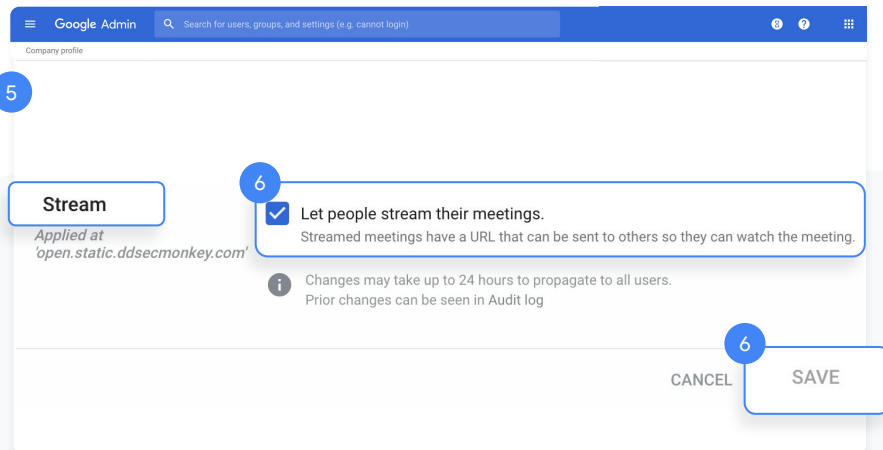 Google Admin
Search for users, groups, and settings (e.g. cannot login)
8
?
Company profile
5
6
Stream
Let people stream their meetings.
Streamed meetings have a URL that can be sent to others so they can watch the meeting.
Applied at
'open.static.ddsecmonkey.com'
i
Changes may take up to 24 hours to propagate to all users.
Prior changes can be seen in Audit log
6
CANCEL
SAVE